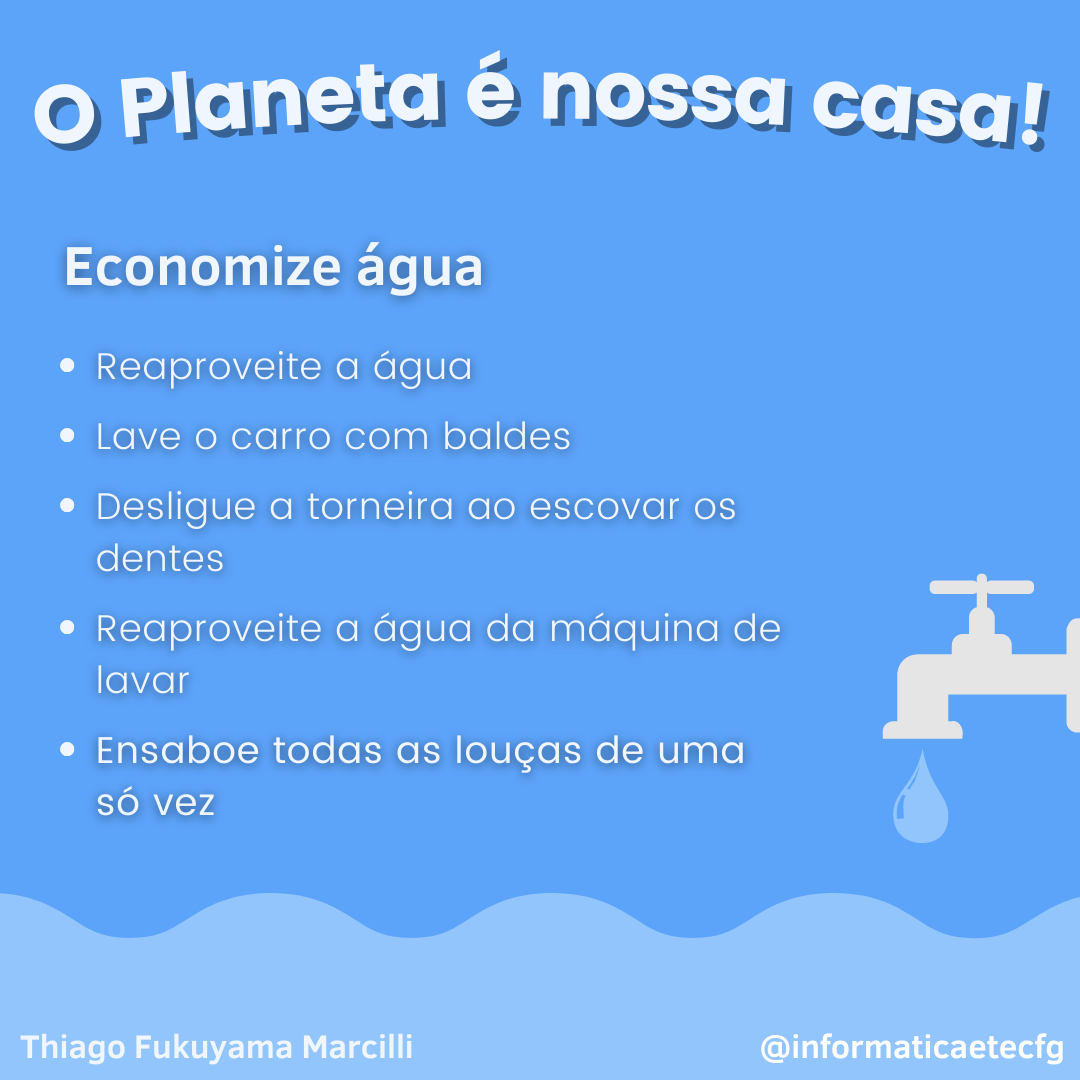 O Planeta é nossa casa!
Economize água
• Reaproveite a água
• Lave o carro com baldes
• Desligue a torneira ao escovar os
dentes
• Reaproveite a água da máquina de
lavar
• Ensaboe todas as louças de uma
só vez
Thiago Fukuyama Marcilli
@informaticaetecfg